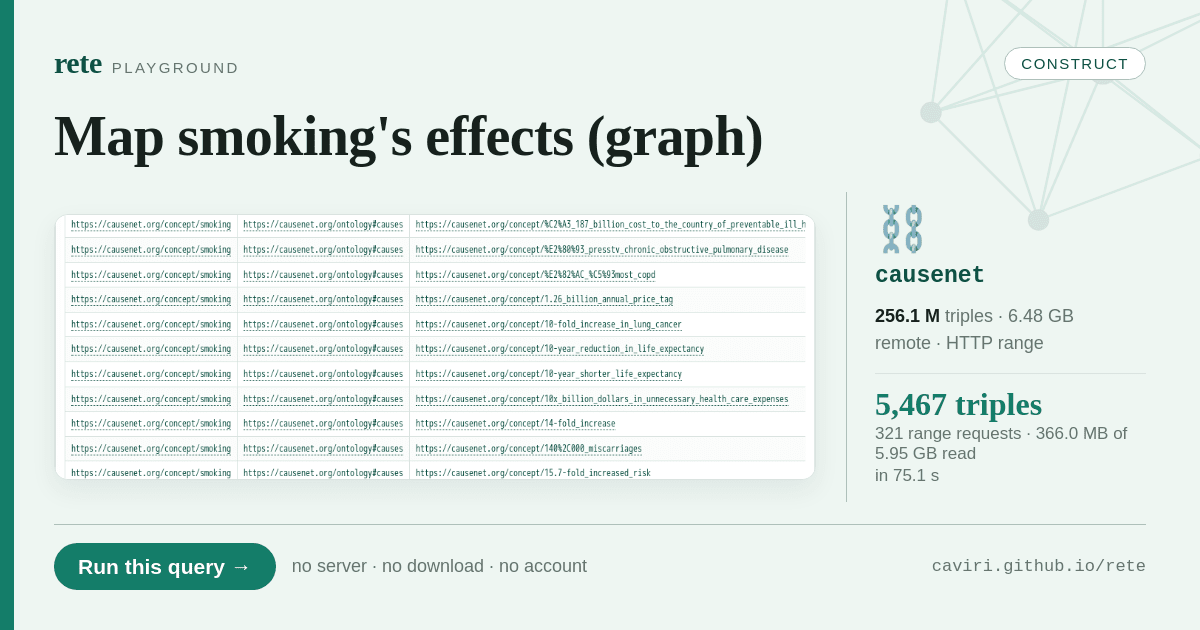 rete PLAYGROUND
CONSTRUCT
Map smoking's effects (graph)
https://causenet.org/concept/smoking https://causenet.org/ontology#causes https://causenet.org/concept/%C2%A3_187_billion_cost_to_the_country_of_preventable_ill_h
https://causenet.org/concept/smoking https://causenet.org/ontology#causes https://causenet.org/concept/%E2%80%93_presstv_chronic_obstructive_pulmonary_disease
https://causenet.org/concept/smoking https://causenet.org/ontology#causes https://causenet.org/concept/%E2%82%AC_%C5%93most_copd
https://causenet.org/concept/smoking https://causenet.org/ontology#causes https://causenet.org/concept/1.26_billion_annual_price_tag
https://causenet.org/concept/smoking https://causenet.org/ontology#causes https://causenet.org/concept/10-fold_increase_in_lung_cancer
https://causenet.org/concept/smoking https://causenet.org/ontology#causes https://causenet.org/concept/10-year_reduction_in_life_expectancy
https://causenet.org/concept/smoking https://causenet.org/ontology#causes https://causenet.org/concept/10-year_shorter_life_expectancy
https://causenet.org/concept/smoking https://causenet.org/ontology#causes https://causenet.org/concept/10x_billion_dollars_in_unnecessary_health_care_expenses
https://causenet.org/concept/smoking https://causenet.org/ontology#causes https://causenet.org/concept/14-fold_increase
https://causenet.org/concept/smoking https://causenet.org/ontology#causes https://causenet.org/concept/140%2C000_miscarriages
https://causenet.org/concept/smoking https://causenet.org/ontology#causes https://causenet.org/concept/15.7-fold_increased_risk
causenet
256.1 M triples · 6.48 GB
remote · HTTP range
5,467 triples
321 range requests · 366.0 MB of
5.95 GB read
in 75.1 s
Run this query →
no server · no download · no account
caviri.github.io/rete